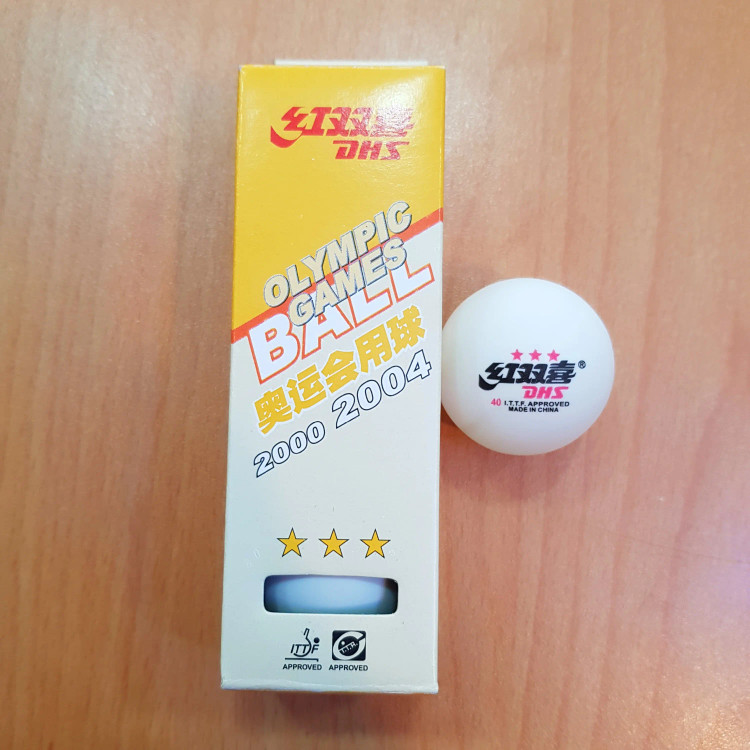 红双喜
DHS
OLYMPIC
GAMES
BALL
奥运会用球
2000 2004
ITTF
APPROVED
APPROVED
红双喜®
DHS
40 I.T.T.F. APPROVED
MADE IN CHINA